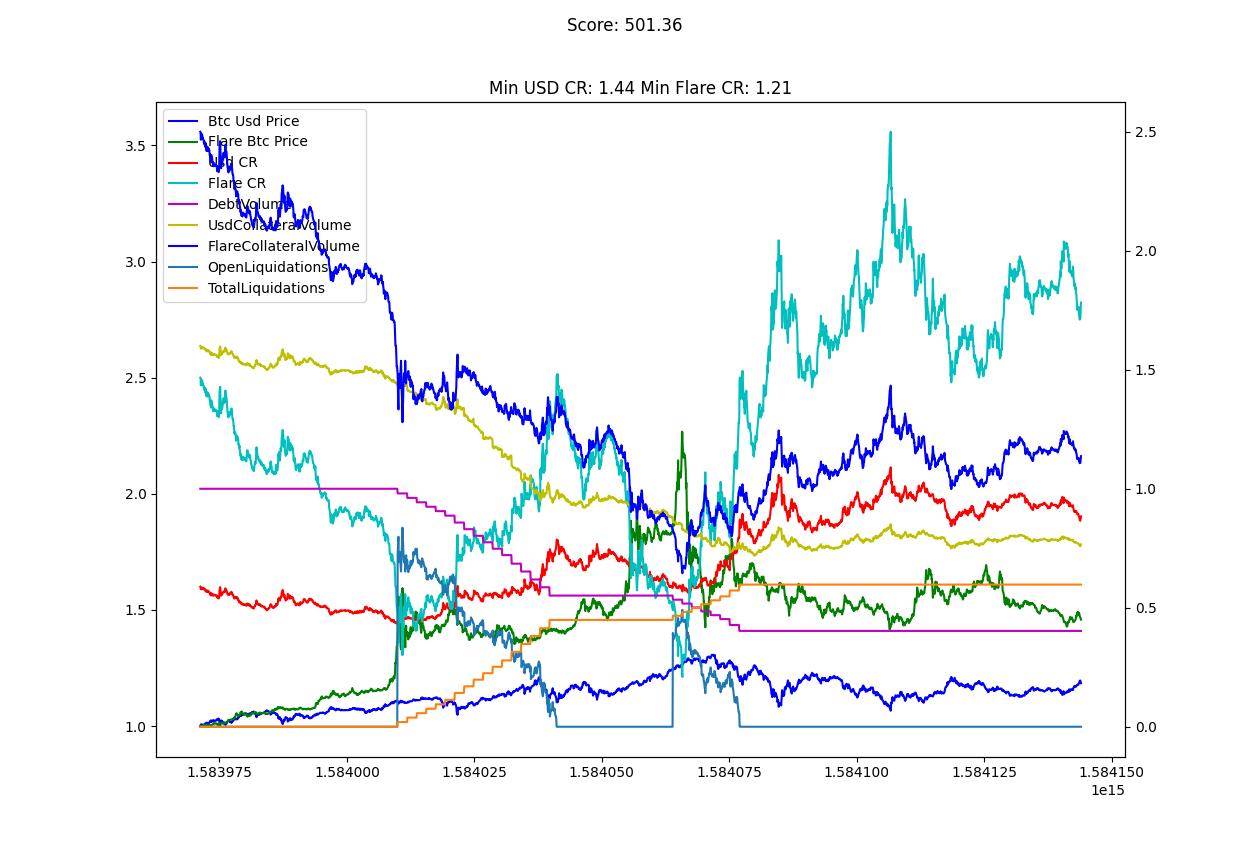 Score: 501.36
Min USD CR: 1.44 Min Flare CR: 1.21
Btc Usd Price
Flare Btc Price
Usd CR
Flare CR
DebtVolume
UsdCollateralVolume
FlareCollateralVolume
OpenLiquidations
TotalLiquidations
3.5
3.0
2.5
2.0
1.5
1.0
2.5
2.0
1.5
1.0
0.5
0.0
1.583975
1.584000
1.584025
1.584050
1.584075
1.584100
1.584125
1.584150
1e15